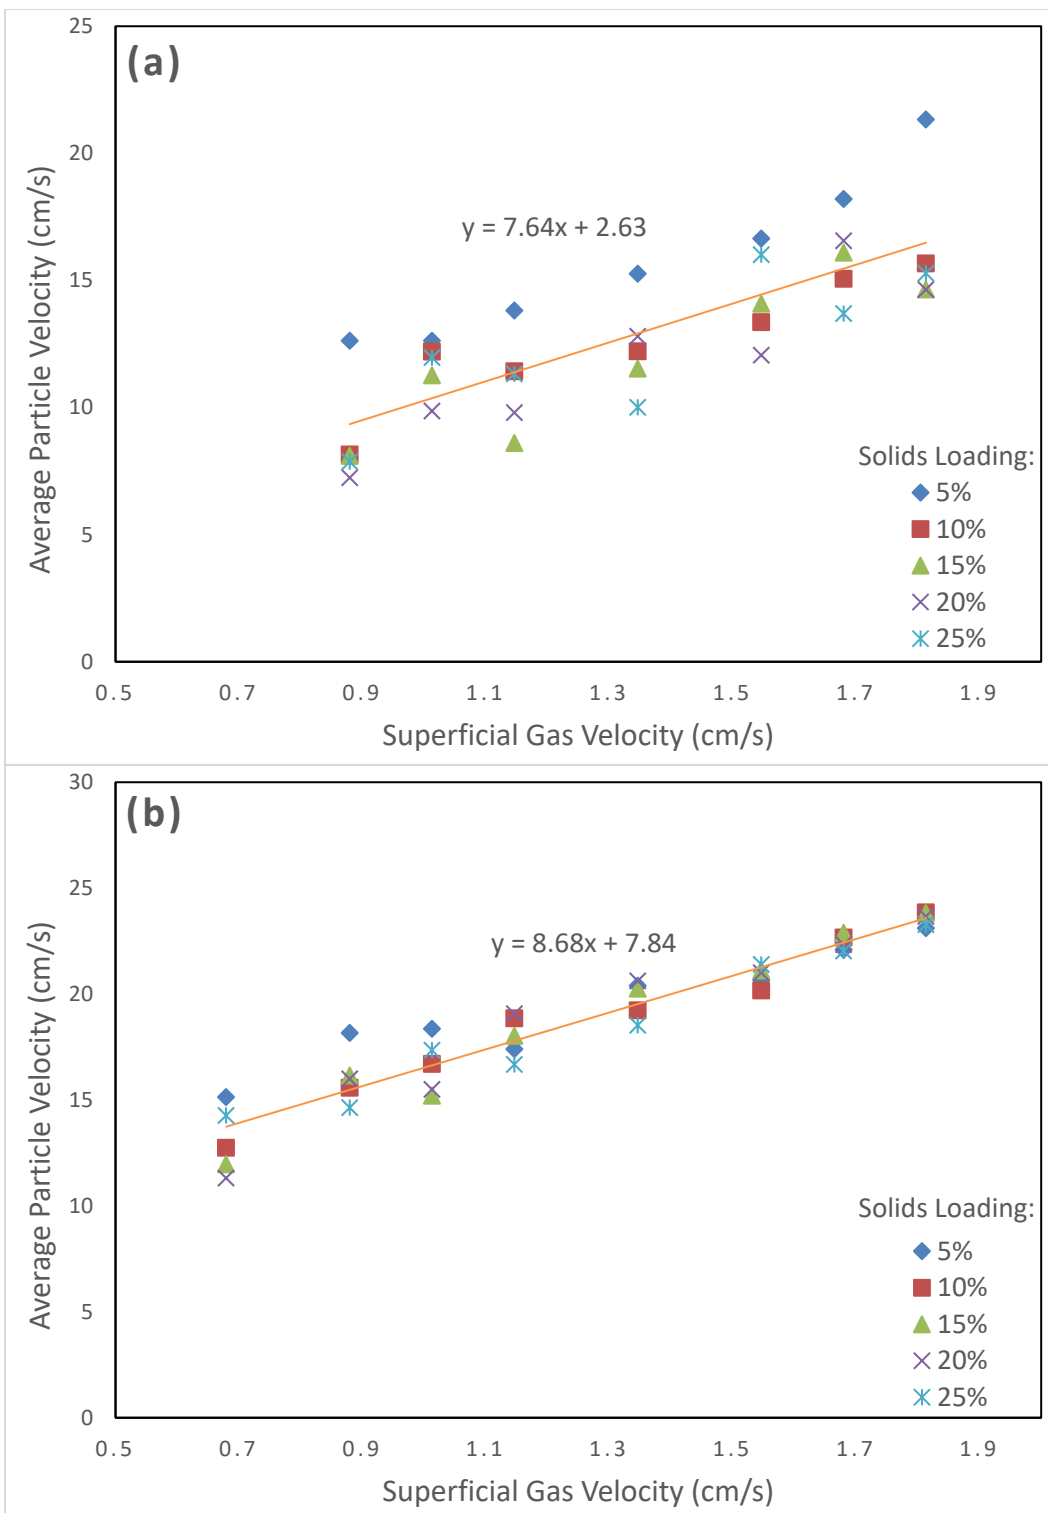 (a)
25
20
15
10
5
0
Average Particle Velocity (cm/s)
y = 7.64x + 2.63
Solids Loading:
5%
10%
15%
20%
25%
0.5 0.7 0.9 1.1 1.3 1.5 1.7 1.9
Superficial Gas Velocity (cm/s)
(b)
30
25
20
15
10
5
0
Average Particle Velocity (cm/s)
y = 8.68x + 7.84
Solids Loading:
5%
10%
15%
20%
25%
0.5 0.7 0.9 1.1 1.3 1.5 1.7 1.9
Superficial Gas Velocity (cm/s)